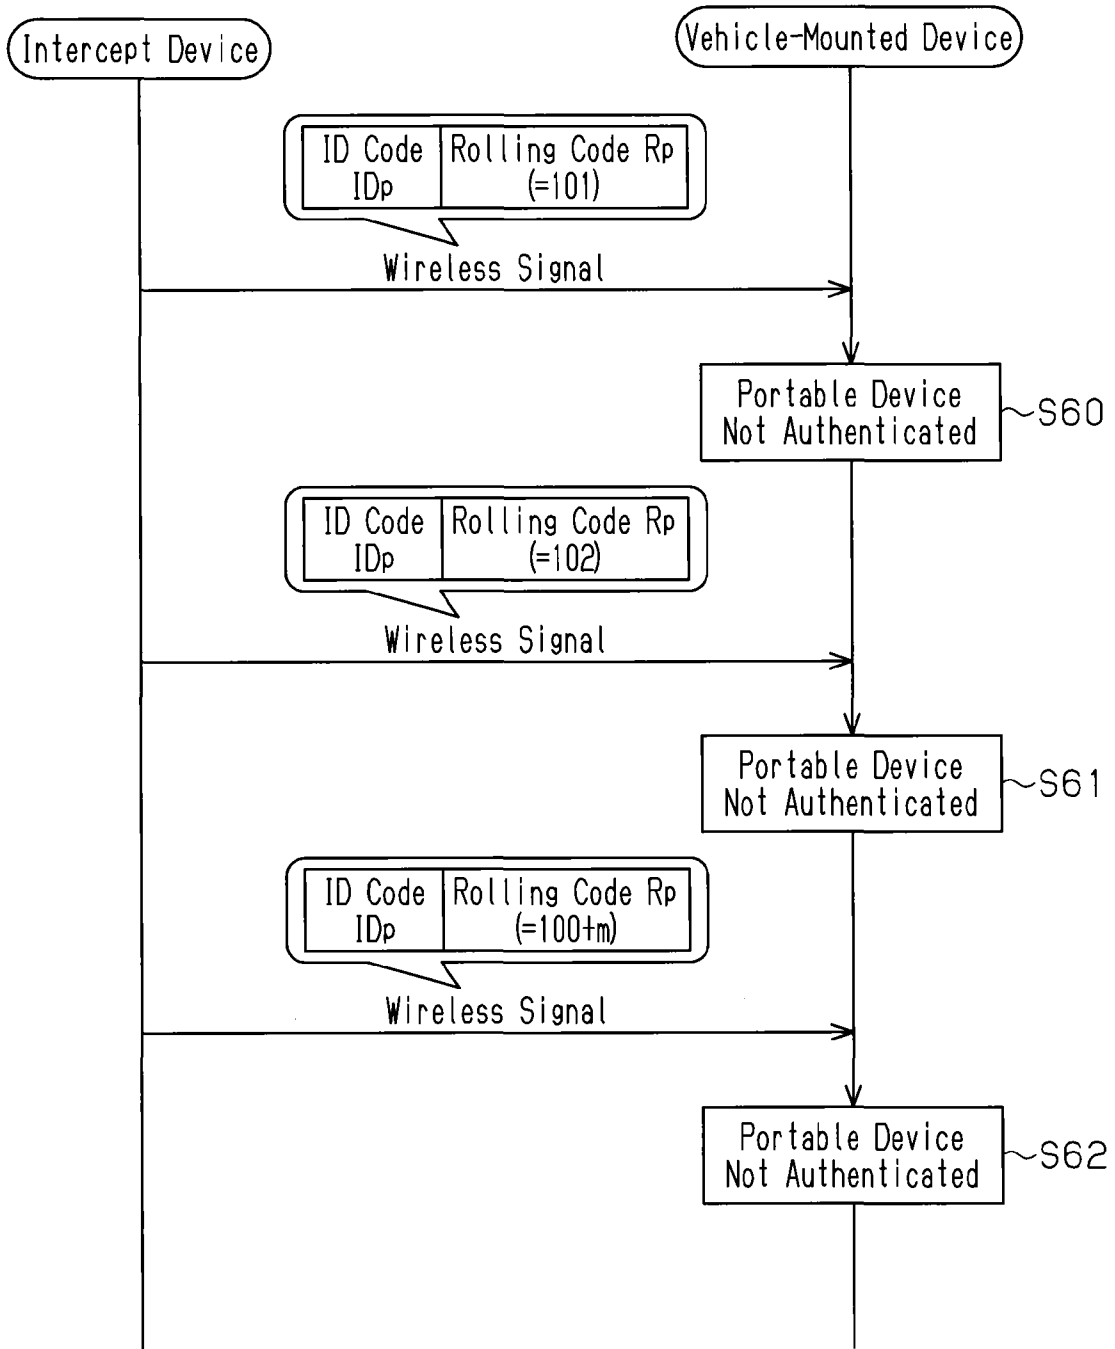 Intercept Device
Vehicle-Mounted Device
ID Code
IDp
Rolling Code Rp
(=101)
Wireless Signal
Portable Device
Not Authenticated
S60
ID Code
IDp
Rolling Code Rp
(=102)
Wireless Signal
Portable Device
Not Authenticated
S61
ID Code
IDp
Rolling Code Rp
(=100+m)
Wireless Signal
Portable Device
Not Authenticated
S62